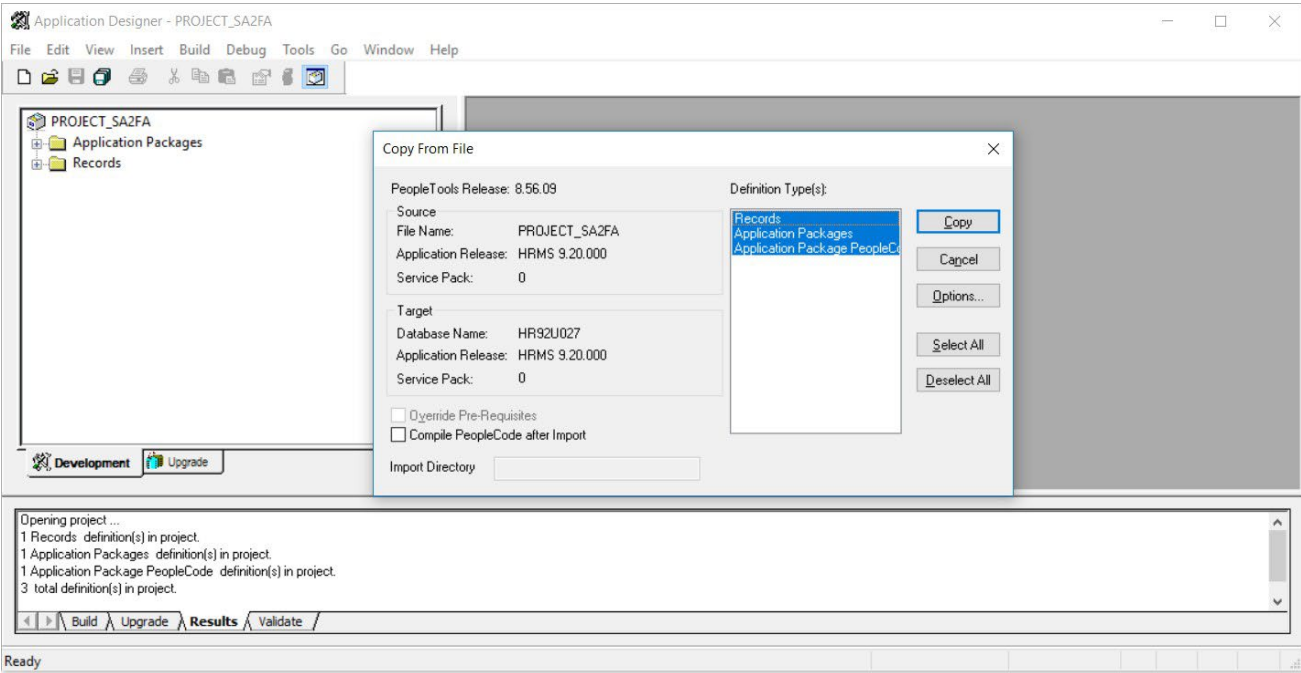 Application Designer - PROJECT_SA2FA
File Edit View Insert Build Debug Tools Go Window Help
PROJECT_SA2FA
Application Packages
Records
Development
Upgrade
Copy From File
PeopleTools Release: 8.56.09
Source
File Name: PROJECT_SA2FA
Application Release: HRMS 9.20.000
Service Pack: 0
Target
Database Name: HR92U027
Application Release: HRMS 9.20.000
Service Pack: 0
Override Pre-Requisites
Compile PeopleCode after Import
Import Directory
Definition Type(s):
Records
Application Packages
Application Package PeopleCo
Copy
Cancel
Options...
Select All
Deselect All
Opening project ...
1 Records definition(s) in project.
1 Application Packages definition(s) in project.
1 Application Package PeopleCode definition(s) in project.
3 total definition(s) in project.
Build Upgrade Results Validate
Ready